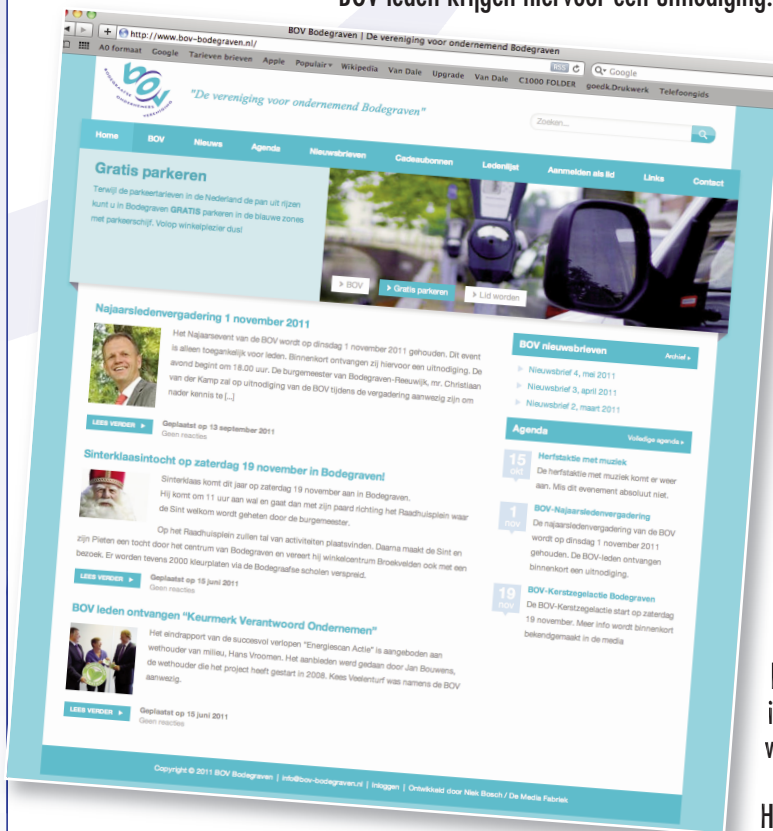 BOV leden krijgen hiervoor een uitnodiging.
BOV Bodegraven | De vereniging voor ondernemend Bodegraven
http://www.bov-bodegraven.nl/
RSS
Google
A0 formaat Google Tarieven brieven Apple Populair Wikipedia Van Dale Upgrade Van Dale C1000 FOLDER goedk.Drukwerk Telefoongids
BOV
BODEGRAAFSE ONDERNEMERS VERENIGING
"De vereniging voor ondernemend Bodegraven"
Zoeken...
Home BOV Nieuws Agenda Nieuwsbrieven Cadeaubonnen Ledenlijst Aanmelden als lid Links Contact
Gratis parkeren
Terwijl de parkeertarieven in de Nederland de pan uit rijzen
kunt u in Bodegraven GRATIS parkeren in de blauwe zones
met parkeerschijf. Volop winkelplezier dus!
BOV
Gratis parkeren
Lid worden
Najaarsledenvergadering 1 november 2011
Het Najaarsevent van de BOV wordt op dinsdag 1 november 2011 gehouden. Dit event
is alleen toegankelijk voor leden. Binnenkort ontvangen zij hiervoor een uitnodiging. De
avond begint om 18.00 uur. De burgemeester van Bodegraven-Reeuwijk, mr. Christiaan
van der Kamp zal op uitnodiging van de BOV tijdens de vergadering aanwezig zijn om
nader kennis te [...]
LEES VERDER
Geplaatst op 13 september 2011
Geen reacties
Sinterklaasintocht op zaterdag 19 november in Bodegraven!
Sinterklaas komt dit jaar op zaterdag 19 november aan in Bodegraven.
Hij komt om 11 uur aan wal en gaat dan met zijn paard richting het Raadhuisplein waar
de Sint welkom wordt geheten door de burgemeester.
Op het Raadhuisplein zullen tal van activiteiten plaatsvinden. Daarna maakt de Sint en
zijn Pieten een tocht door het centrum van Bodegraven en vereert hij winkelcentrum Broekvelden ook met een
bezoek. Er worden tevens 2000 kleurplaten via de Bodegraafse scholen verspreid.
LEES VERDER
Geplaatst op 15 juni 2011
Geen reacties
BOV leden ontvangen "Keurmerk Verantwoord Ondernemen"
Het eindrapport van de succesvol verlopen "Energiescan Actie" is aangeboden aan
wethouder van milieu, Hans Vroomen. Het aanbieden werd gedaan door Jan Bouwens,
de wethouder die het project heeft gestart in 2008. Kees Veelenturf was namens de BOV
aanwezig.
LEES VERDER
Geplaatst op 15 juni 2011
Geen reacties
BOV nieuwsbrieven
Archief »
Nieuwsbrief 4, mei 2011
Nieuwsbrief 3, april 2011
Nieuwsbrief 2, maart 2011
Agenda
Volledige agenda »
15 okt
Herfstaktie met muziek
De herfstaktie met muziek komt er weer
aan. Mis dit evenement absoluut niet.
1 nov
BOV-Najaarsledenvergadering
De najaarsledenvergadering van de BOV
wordt op dinsdag 1 november 2011
gehouden. De BOV-leden ontvangen
binnenkort een uitnodiging.
19 nov
BOV-Kerstzegelactie Bodegraven
De BOV-Kerstzegelactie start op zaterdag
19 november. Meer info wordt binnenkort
bekendgemaakt in de media
Copyright © 2011 BOV Bodegraven | info@bov-bodegraven.nl | Inloggen | Ontwikkeld door Niek Bosch / De Media Fabriek